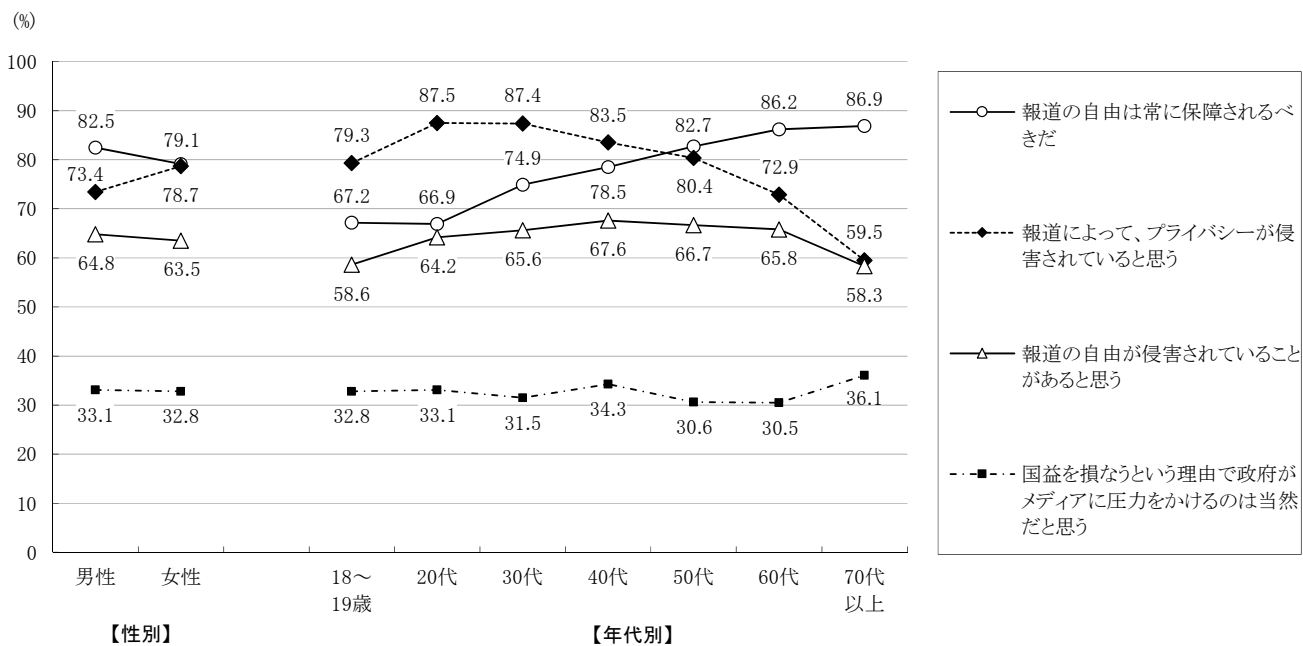 (%)
100
90
80
70
60
50
40
30
20
10
0
82.5
79.1
73.4
78.7
64.8
63.5
33.1
32.8
79.3
87.5
87.4
83.5
82.7
86.2
86.9
67.2
66.9
74.9
78.5
80.4
72.9
59.5
58.6
64.2
65.6
67.6
66.7
65.8
58.3
32.8
33.1
31.5
34.3
30.6
30.5
36.1
男性
女性
18～
19歳
20代
30代
40代
50代
60代
70代
以上
【性別】
【年代別】
報道の自由は常に保障されるべ
きだ
報道によって、プライバシーが侵
害されていると思う
報道の自由が侵害されていること
があると思う
国益を損なうという理由で政府が
メディアに圧力をかけるのは当然
だと思う